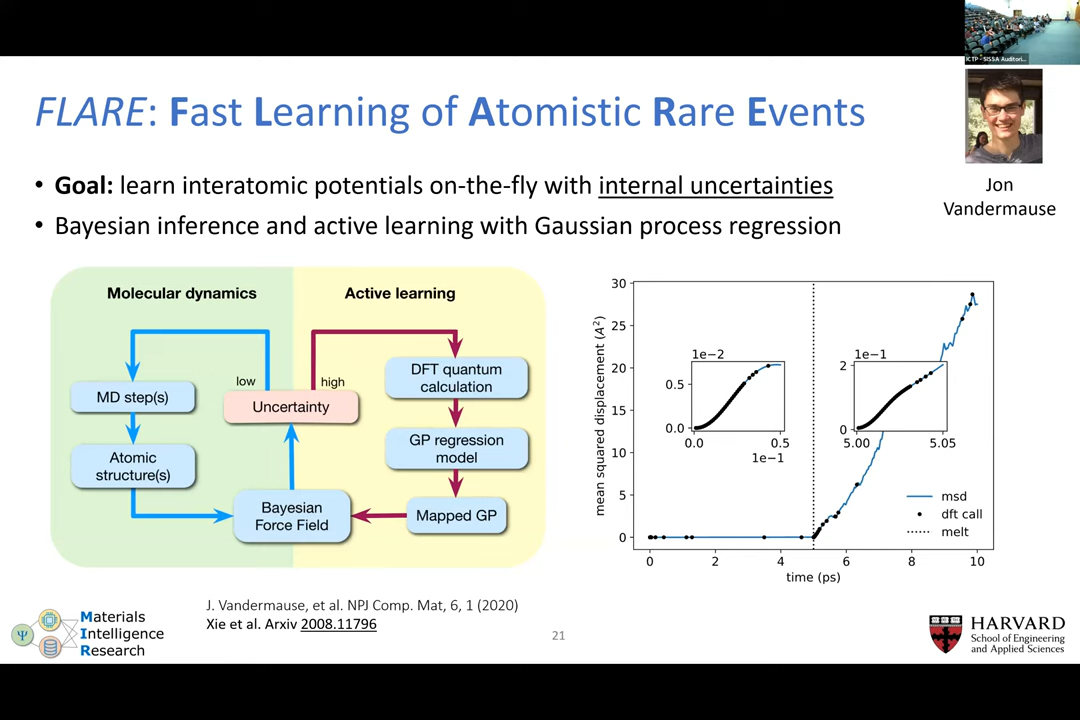 ICTP - SISSA Auditori...
FLARE: Fast Learning of Atomistic Rare Events
• Goal: learn interatomic potentials on-the-fly with internal uncertainties
• Bayesian inference and active learning with Gaussian process regression
Jon
Vandermause
Molecular dynamics
Active learning
low
high
MD step(s)
Atomic
structure(s)
Uncertainty
Bayesian
Force Field
DFT quantum
calculation
GP regression
model
Mapped GP
mean squared displacement (A²)
30
25
20
15
10
5
0
1e−2
0.5
0.0
0.0
0.5
1e−1
1e−1
2
0
5.00
5.05
msd
dft call
melt
0
2
4
6
8
10
time (ps)
J. Vandermause, et al. NPJ Comp. Mat, 6, 1 (2020)
Xie et al. Arxiv 2008.11796
Ψ
Materials
Intelligence
Research
21
HARVARD
School of Engineering
and Applied Sciences